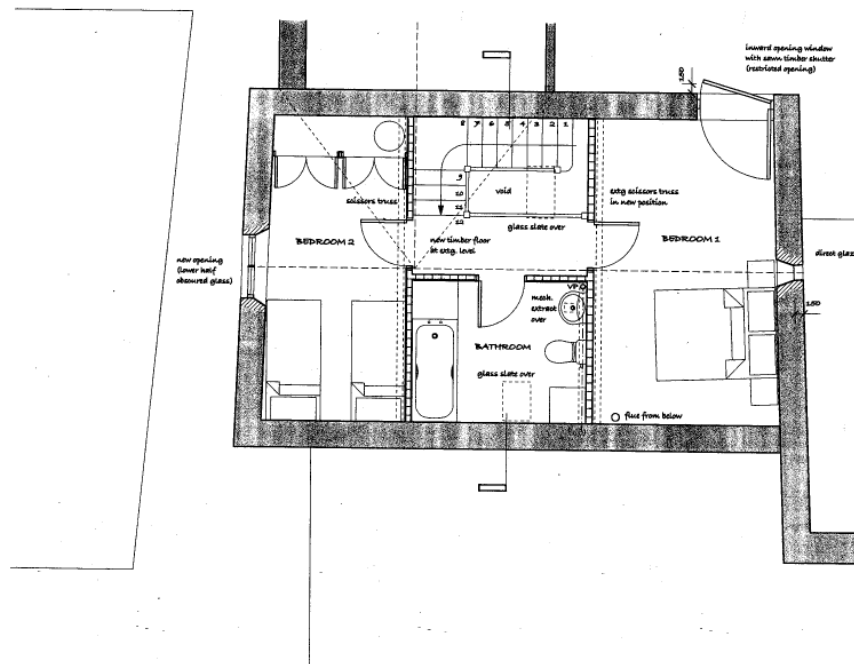 inward opening window
with sawn timber shutter
(restricted opening)
150
8 7 6 5 4 3 2 1
9
10
11
12
void
scissors truss
extg scissors truss
in new position
glass slate over
BEDROOM 2
new timber floor
at extg. level
BEDROOM 1
direct glaz
new opening
(lower half
obscured glass)
VP
mech.
extract
over
150
BATHROOM
glass slate over
flue from below